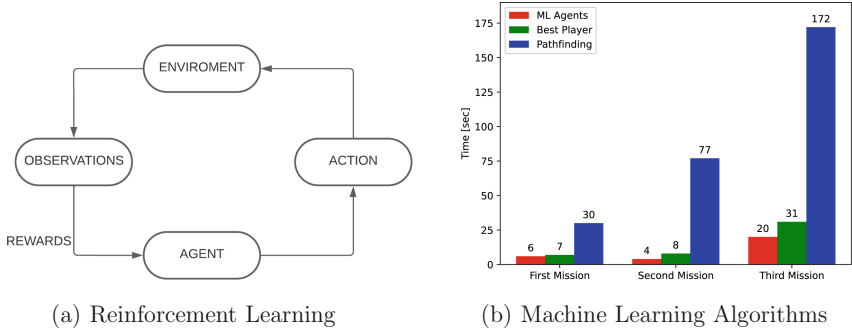 ENVIROMENT
OBSERVATIONS
ACTION
REWARDS
AGENT
(a) Reinforcement Learning
ML Agents
Best Player
Pathfinding
Time [sec]
175
150
125
100
75
50
25
0
6
7
30
4
8
77
20
31
172
First Mission
Second Mission
Third Mission
(b) Machine Learning Algorithms